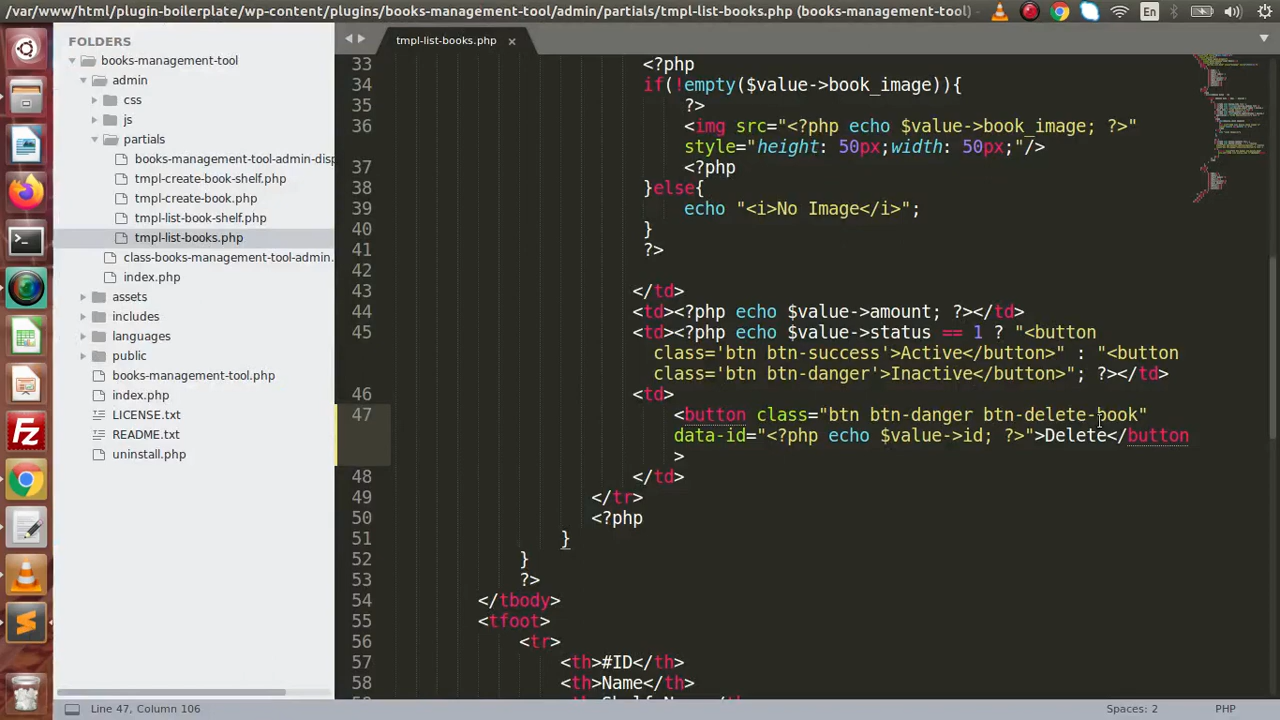 /var/www/html/plugin-boilerplate/wp-content/plugins/books-management-tool/admin/partials/tmpl-list-books.php (books-management-tool)
En
FOLDERS
books-management-tool
admin
css
js
partials
books-management-tool-admin-disp
tmpl-create-book-shelf.php
tmpl-create-book.php
tmpl-list-book-shelf.php
tmpl-list-books.php
class-books-management-tool-admin.
index.php
assets
includes
languages
public
books-management-tool.php
index.php
LICENSE.txt
README.txt
uninstall.php
tmpl-list-books.php ×
33 <?php
34 if(!empty($value->book_image)){
35 ?>
36 <img src="<?php echo $value->book_image; ?>"
style="height: 50px;width: 50px;"/>
37 <?php
38 }else{
39 echo "<i>No Image</i>";
40 }
41 ?>
42
43 </td>
44 <td><?php echo $value->amount; ?></td>
45 <td><?php echo $value->status == 1 ? "<button
class='btn btn-success'>Active</button>" : "<button
class='btn btn-danger'>Inactive</button>"; ?></td>
46 <td>
47 <button class="btn btn-danger btn-delete-book"
data-id="<?php echo $value->id; ?>">Delete</button
>
48 </td>
49 </tr>
50 <?php
51 }
52 }
53 ?>
54 </tbody>
55 <tfoot>
56 <tr>
57 <th>#ID</th>
58 <th>Name</th>
Line 47, Column 106
Spaces: 2
PHP